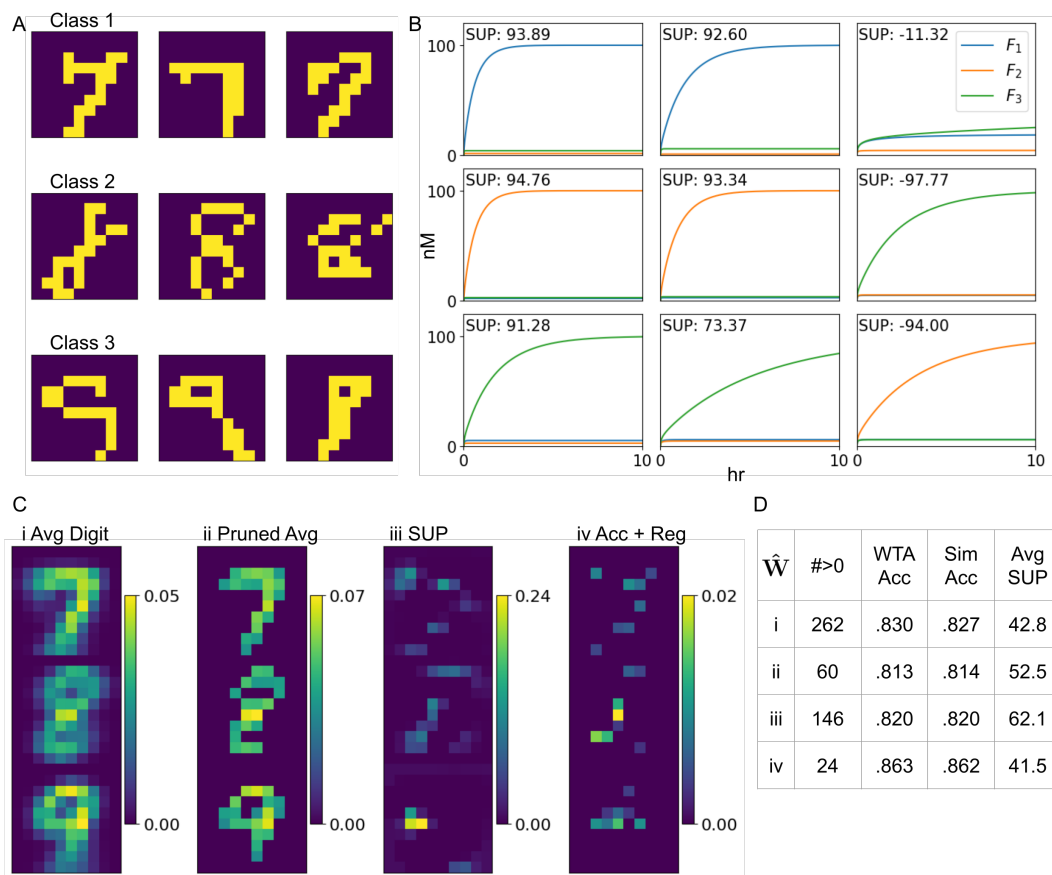 A
Class 1
Class 2
Class 3
B
SUP: 93.89
SUP: 92.60
SUP: -11.32
F₁
F₂
F₃
100
0
SUP: 94.76
SUP: 93.34
SUP: -97.77
100
0
nM
SUP: 91.28
SUP: 73.37
SUP: -94.00
100
0
0 10 0 10 0 10
hr
C
i Avg Digit
ii Pruned Avg
iii SUP
iv Acc + Reg
0.05
0.00
0.07
0.00
0.24
0.00
0.02
0.00
D
Ŵ #>0 WTA Acc Sim Acc Avg SUP
i 262 .830 .827 42.8
ii 60 .813 .814 52.5
iii 146 .820 .820 62.1
iv 24 .863 .862 41.5